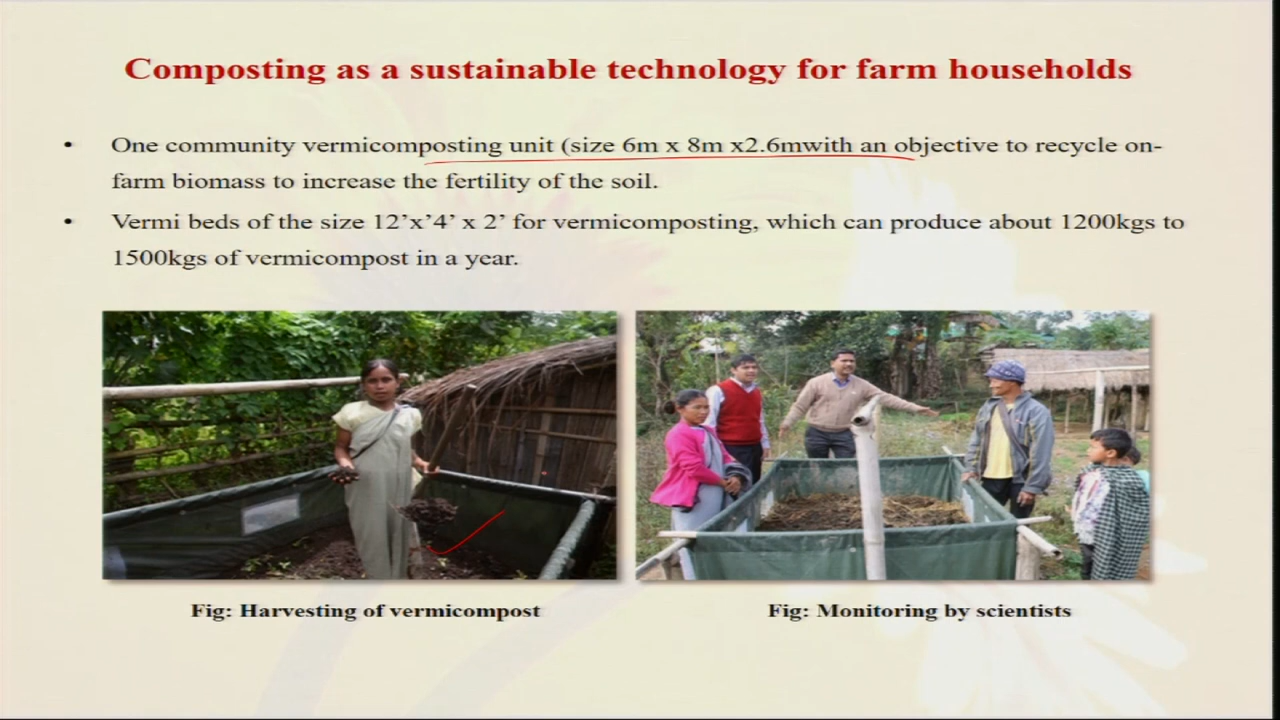 Composting as a sustainable technology for farm households
• One community vermicomposting unit (size 6m x 8m x2.6mwith an objective to recycle on-
farm biomass to increase the fertility of the soil.
• Vermi beds of the size 12’x’4’ x 2’ for vermicomposting, which can produce about 1200kgs to
1500kgs of vermicompost in a year.
Fig: Harvesting of vermicompost
Fig: Monitoring by scientists